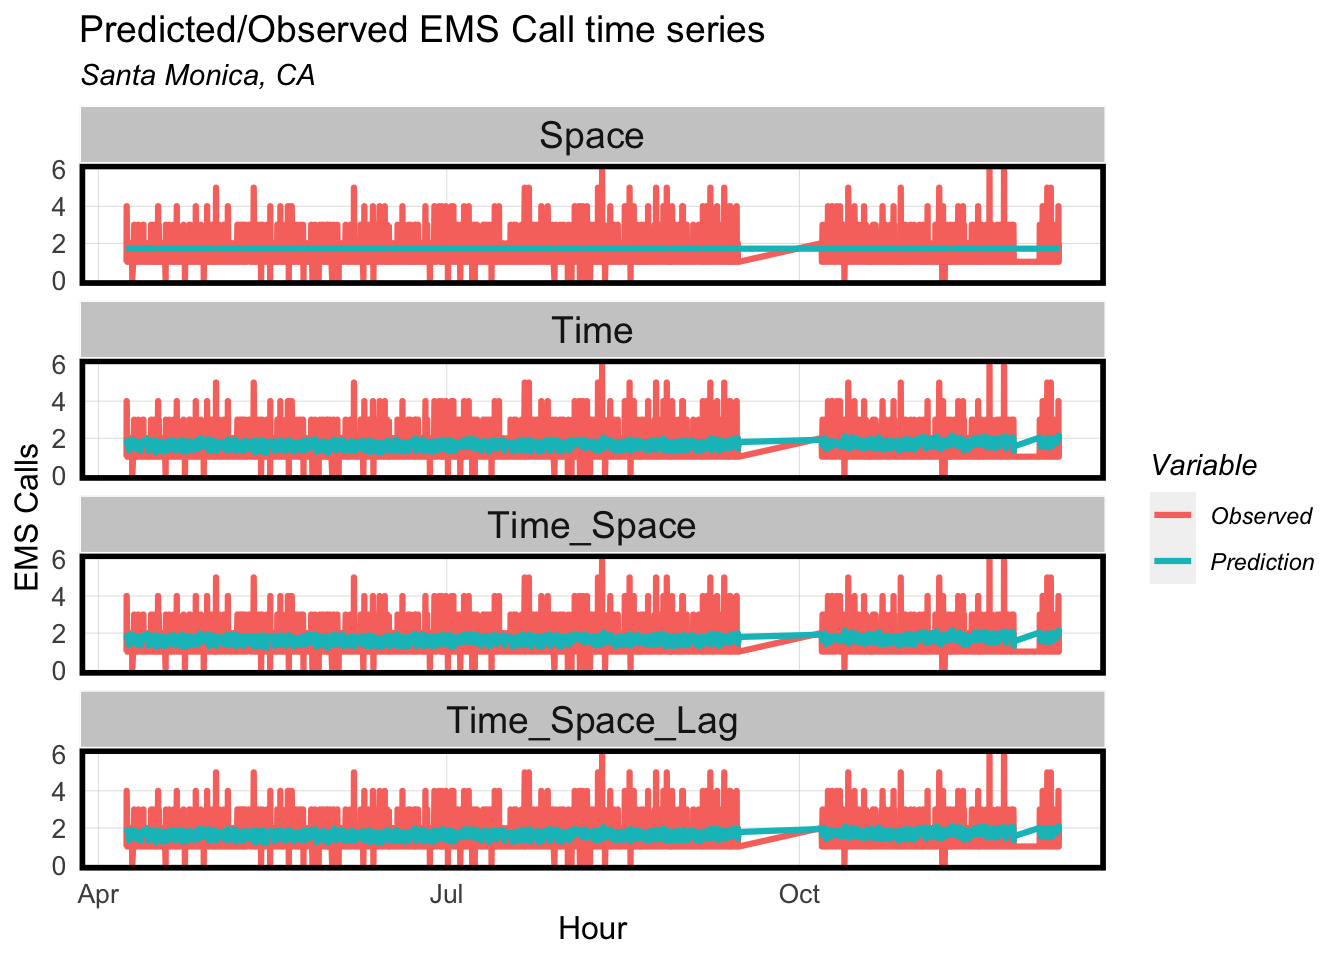 Predicted/Observed EMS Call time series
Santa Monica, CA
Space
6
4
2
0
Time
6
4
2
0
Time_Space
6
4
2
0
Time_Space_Lag
6
4
2
0
Apr Jul Oct
Hour
EMS Calls
Variable
Observed
Prediction